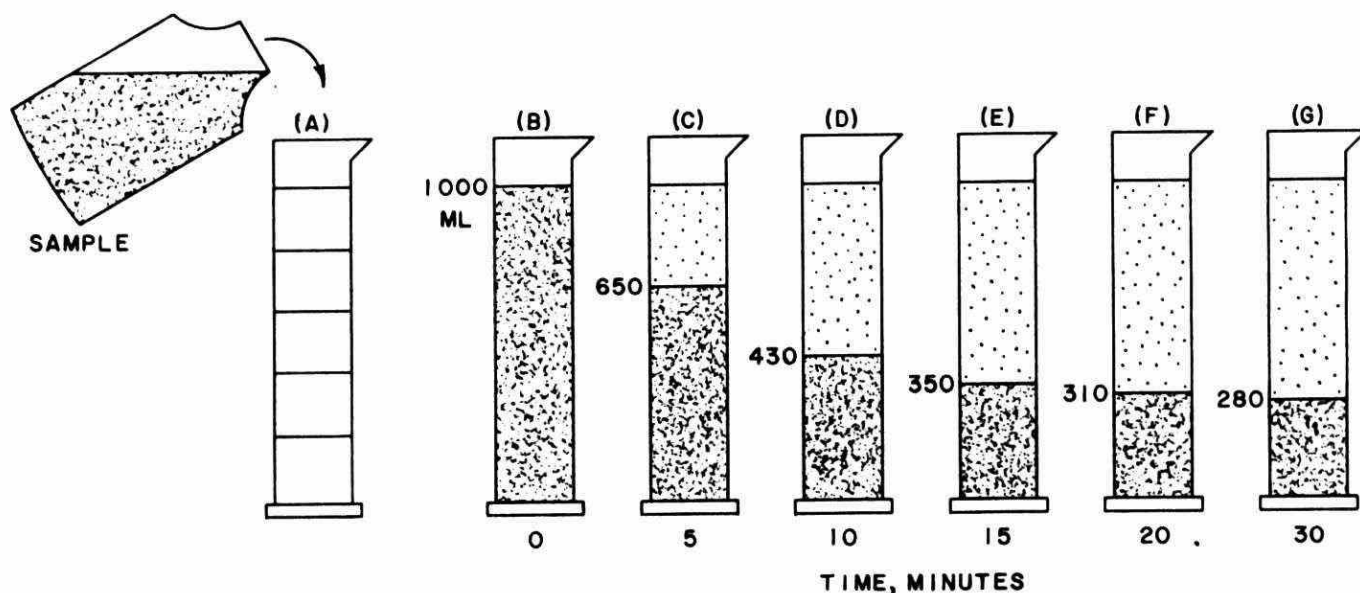 SAMPLE
(A)
(B)
(C)
(D)
(E)
(F)
(G)
1000
ML
650
430
350
310
280
0
5
10
15
20
30
TIME, MINUTES